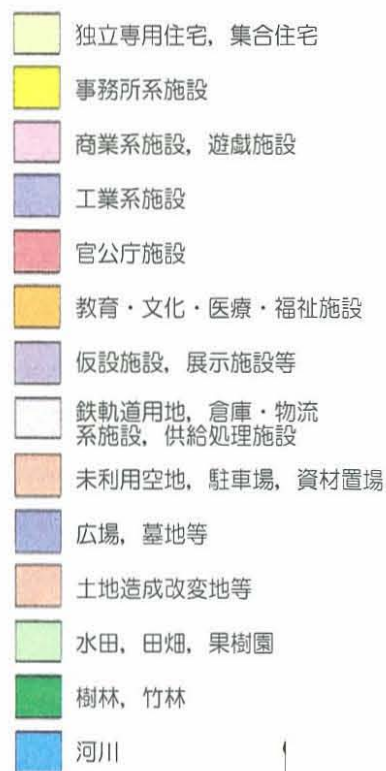 独立専用住宅，集合住宅
事務所系施設
商業系施設，遊戯施設
工業系施設
官公庁施設
教育・文化・医療・福祉施設
仮設施設，展示施設等
鉄軌道用地，倉庫・物流
系施設，供給処理施設
未利用空地，駐車場，資材置場
広場，墓地等
土地造成改変地等
水田，田畑，果樹園
樹林，竹林
河川